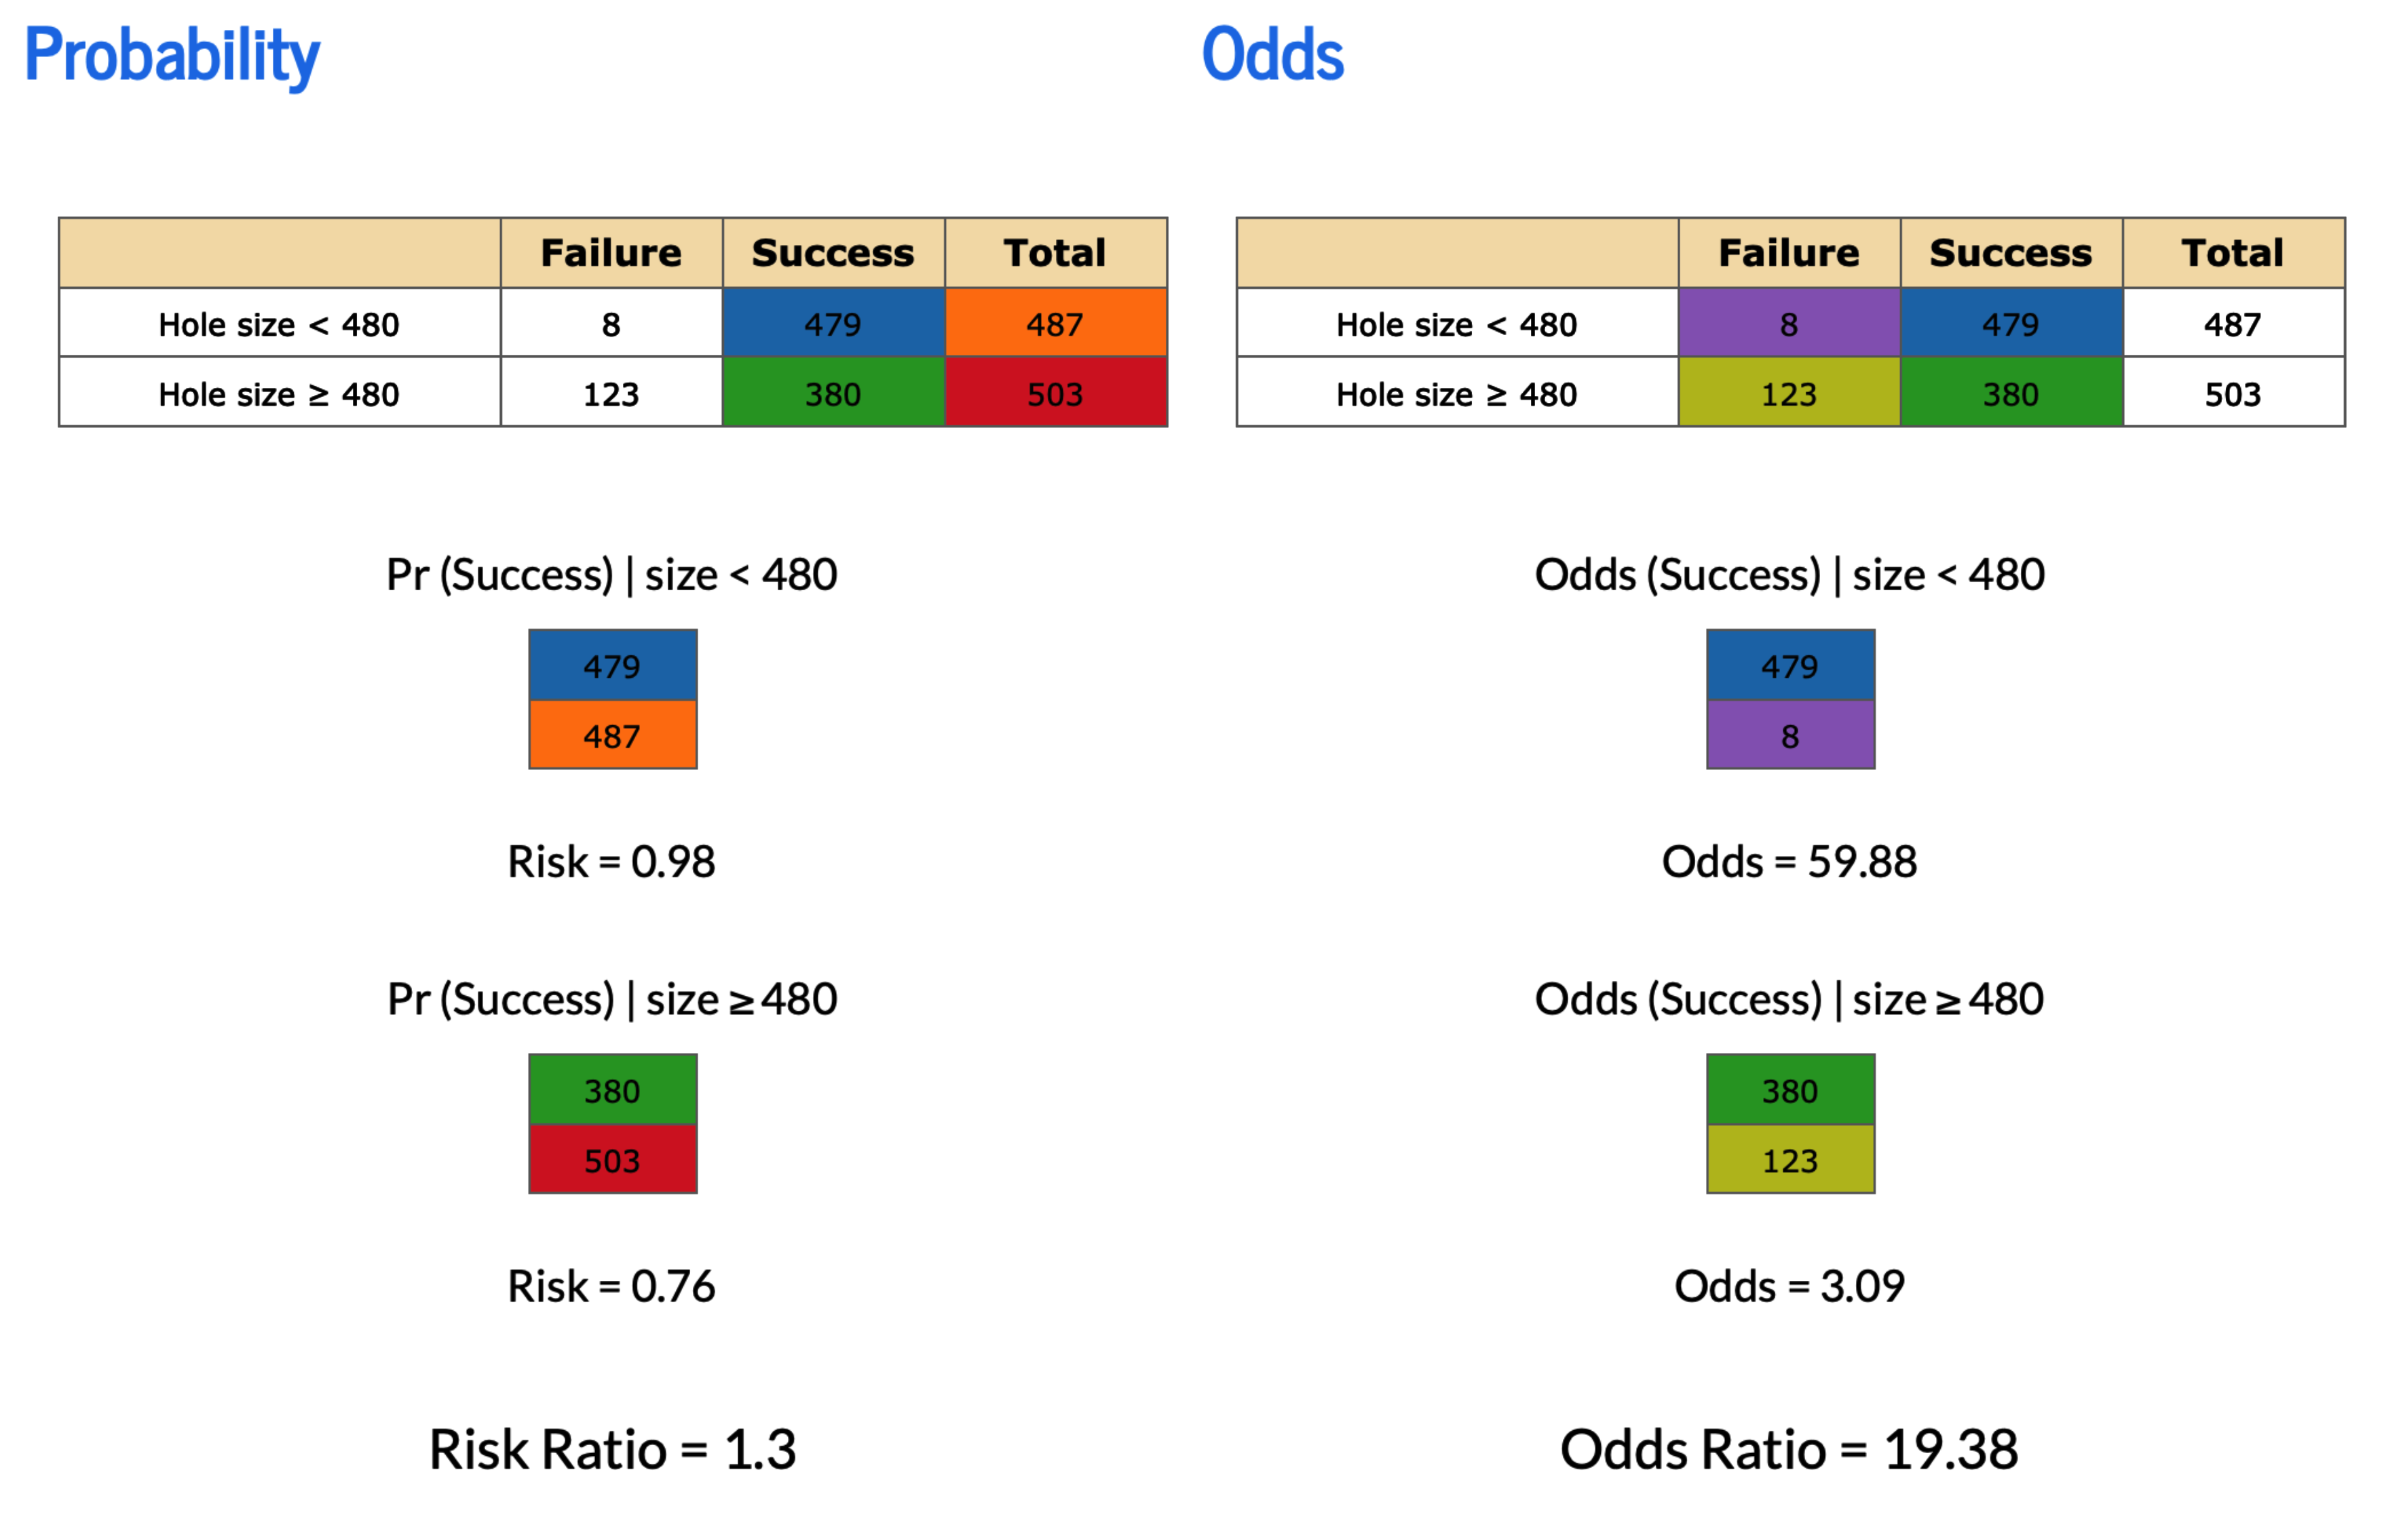 Probability
Failure Success Total
Hole size < 480 8 479 487
Hole size ≥ 480 123 380 503
Pr (Success) | size < 480
479
487
Risk = 0.98
Pr (Success) | size ≥ 480
380
503
Risk = 0.76
Risk Ratio = 1.3
Odds
Failure Success Total
Hole size < 480 8 479 487
Hole size ≥ 480 123 380 503
Odds (Success) | size < 480
479
8
Odds = 59.88
Odds (Success) | size ≥ 480
380
123
Odds = 3.09
Odds Ratio = 19.38